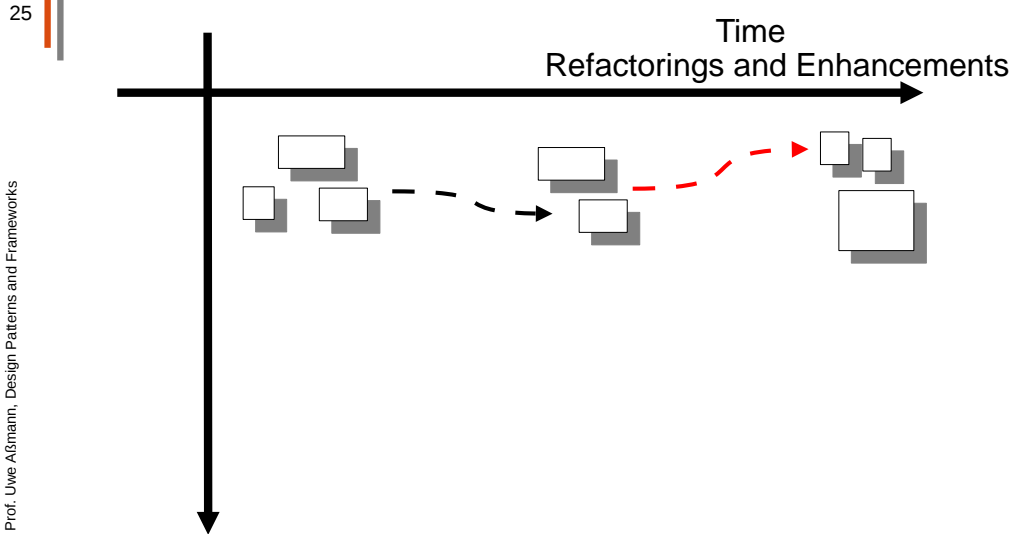 25
Time
Refactorings and Enhancements
Prof. Uwe Aßmann, Design Patterns and Frameworks